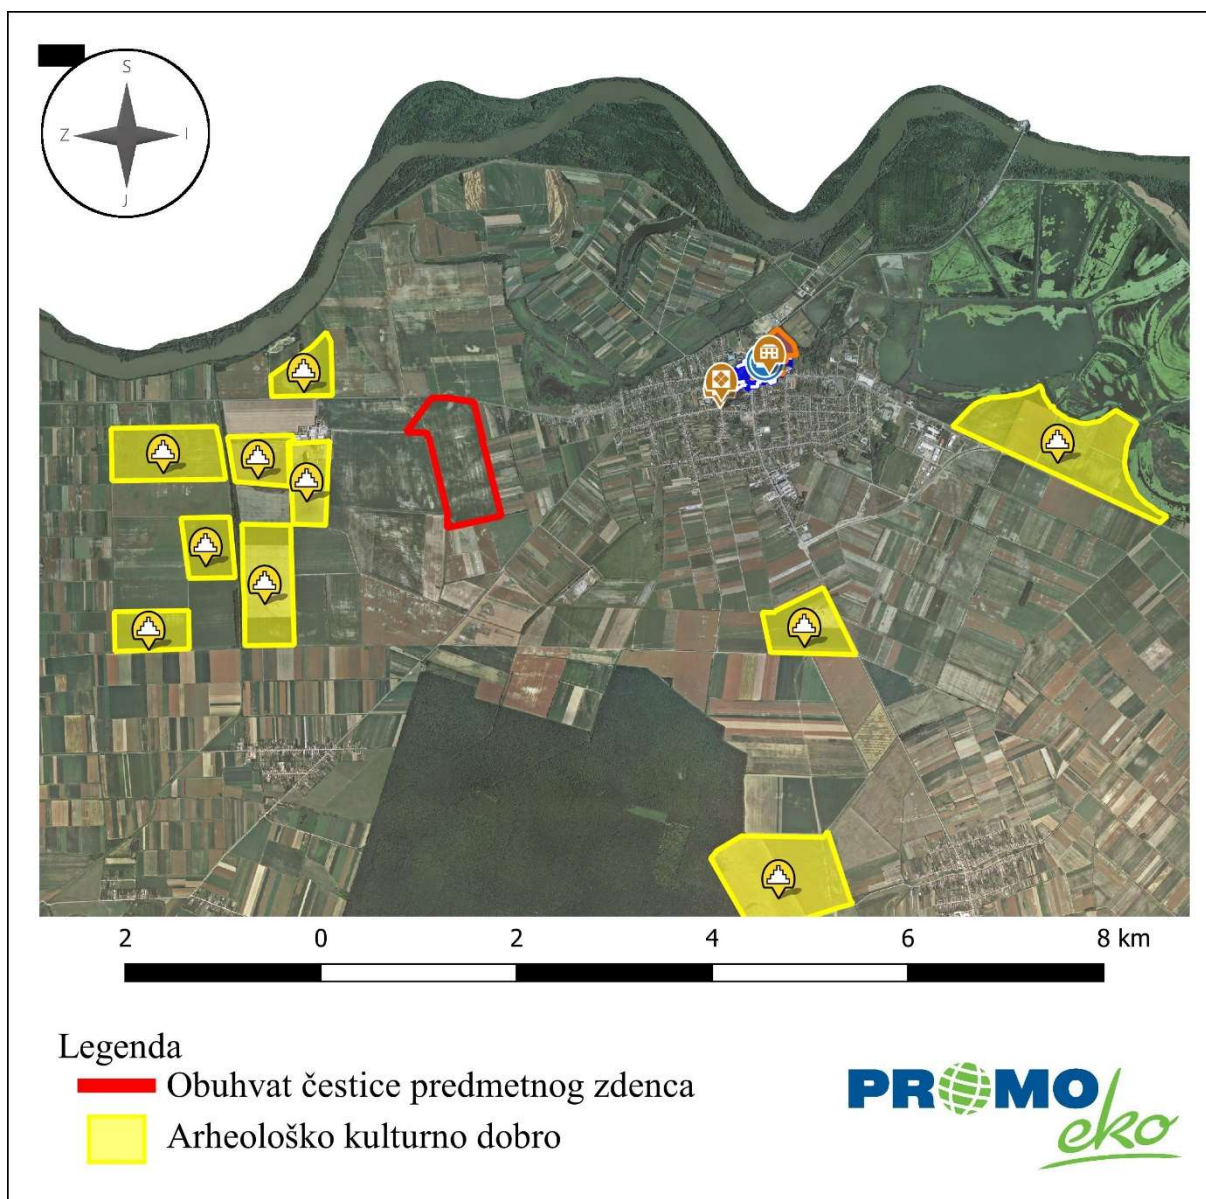 S
Z I
J
2 0 2 4 6 8 km
Legenda
Obuhvat čestice predmetnog zdenca
Arheološko kulturno dobro
PROMO
eko